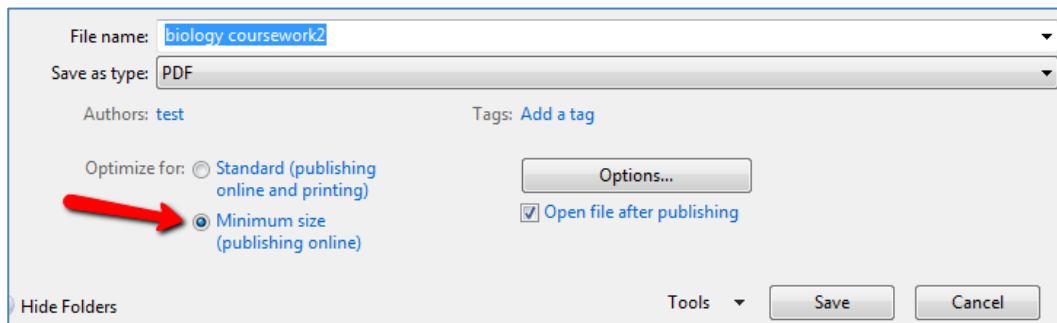 File name: biology coursework2
Save as type: PDF
Authors: test Tags: Add a tag
Optimize for: Standard (publishing
online and printing)
Options...
Minimum size
(publishing online)
Open file after publishing
Hide Folders Tools Save Cancel